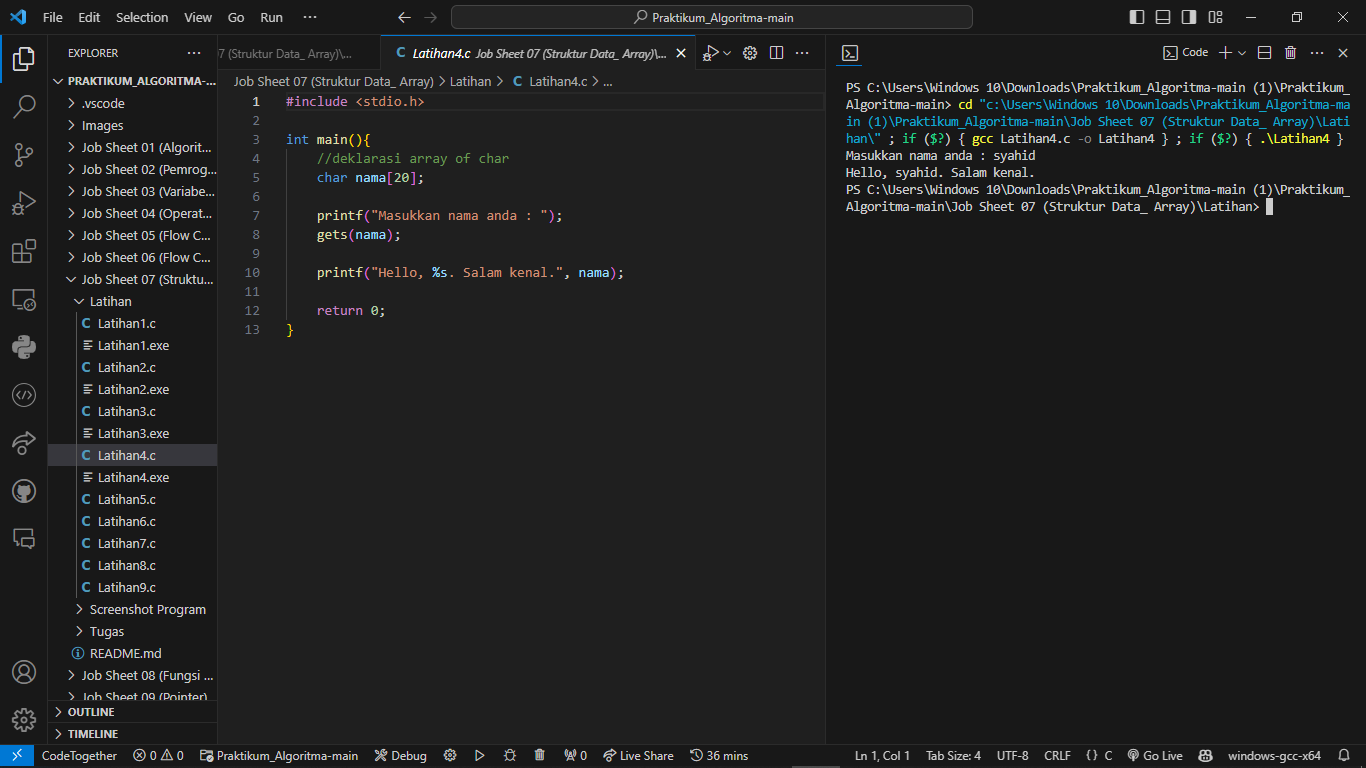 File Edit Selection View Go Run ··· Praktikum_Algoritma-main
EXPLORER ···
PRAKTIKUM_ALGORITMA-...
.vscode
Images
Job Sheet 01 (Algorit...
Job Sheet 02 (Pemrog...
Job Sheet 03 (Variabe...
Job Sheet 04 (Operat...
Job Sheet 05 (Flow C...
Job Sheet 06 (Flow C...
Job Sheet 07 (Struktu...
Latihan
C Latihan1.c
Latihan1.exe
C Latihan2.c
Latihan2.exe
C Latihan3.c
Latihan3.exe
C Latihan4.c
Latihan4.exe
C Latihan5.c
C Latihan6.c
C Latihan7.c
C Latihan8.c
C Latihan9.c
Screenshot Program
Tugas
README.md
Job Sheet 08 (Fungsi ...
Job Sheet 09 (Pointer)
OUTLINE
TIMELINE
7 (Struktur Data_ Array)\... C Latihan4.c Job Sheet 07 (Struktur Data_ Array)\... ···
Job Sheet 07 (Struktur Data_ Array) > Latihan > C Latihan4.c > ...
1 #include <stdio.h>
2
3 int main(){
4 //deklarasi array of char
5 char nama[20];
6
7 printf("Masukkan nama anda : ");
8 gets(nama);
9
10 printf("Hello, %s. Salam kenal.", nama);
11
12 return 0;
13 }
Code ···
PS C:\Users\Windows 10\Downloads\Praktikum_Algoritma-main (1)\Praktikum_
Algoritma-main> cd "c:\Users\Windows 10\Downloads\Praktikum_Algoritma-ma
in (1)\Praktikum_Algoritma-main\Job Sheet 07 (Struktur Data_ Array)\Lati
han\" ; if ($?) { gcc Latihan4.c -o Latihan4 } ; if ($?) { .\Latihan4 }
Masukkan nama anda : syahid
Hello, syahid. Salam kenal.
PS C:\Users\Windows 10\Downloads\Praktikum_Algoritma-main (1)\Praktikum_
Algoritma-main\Job Sheet 07 (Struktur Data_ Array)\Latihan>
CodeTogether 0 0 Praktikum_Algoritma-main Debug 0 Live Share 36 mins Ln 1, Col 1 Tab Size: 4 UTF-8 CRLF {} C Go Live windows-gcc-x64